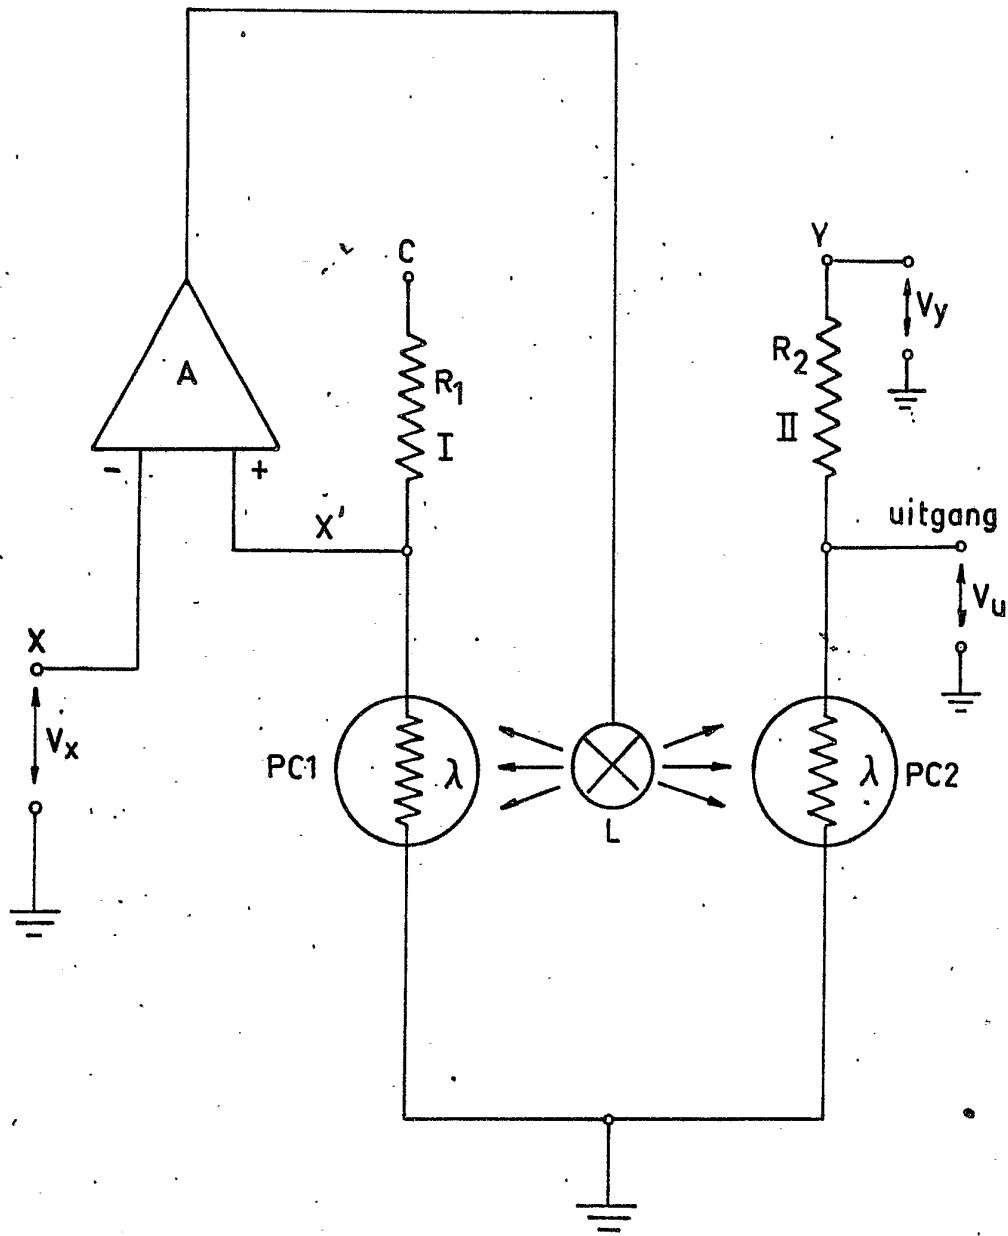 C
Y
Vy
R2
A
R1
I
II
- +
X'
uitgang
X
Vu
Vx
PC1
λ
λ
PC2
L